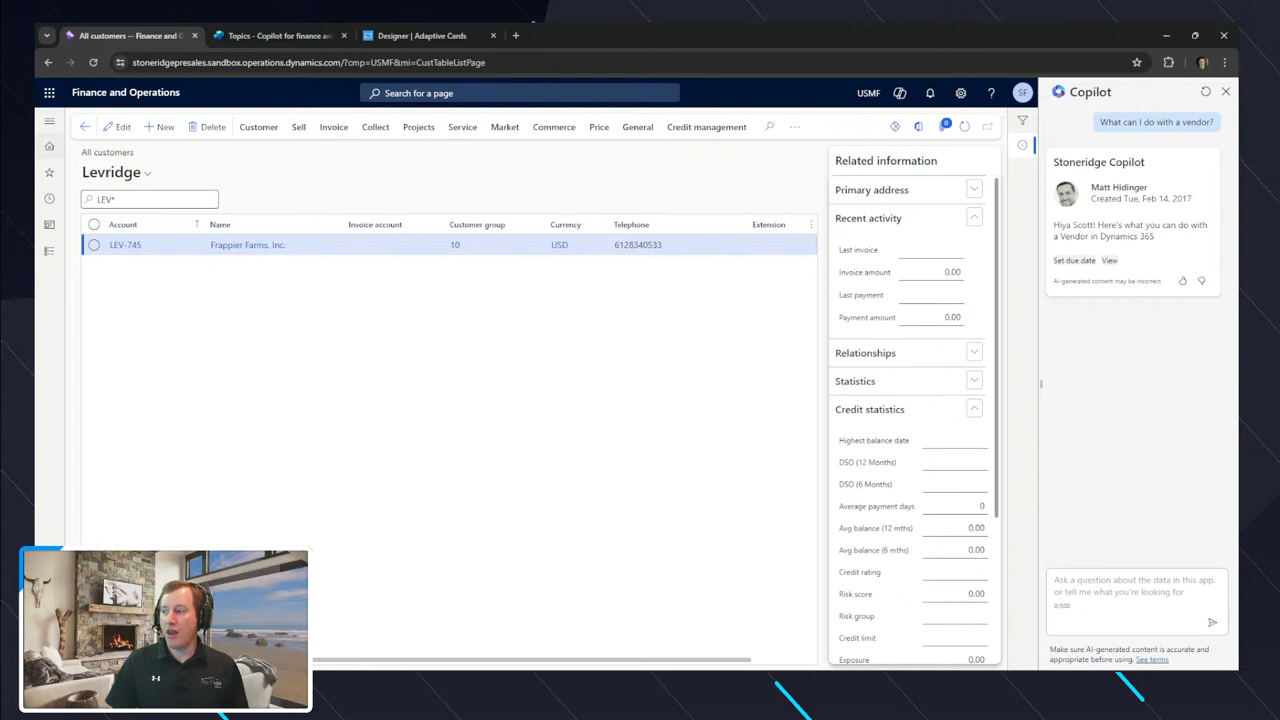 All customers -- Finance and O
Topics - Copilot for finance an
Designer | Adaptive Cards
stoneridgepresales.sandbox.operations.dynamics.com/?cmp=USMF&mi=CustTableListPage
Finance and Operations
Search for a page
USMF
SF
Edit
New
Delete
Customer
Sell
Invoice
Collect
Projects
Service
Market
Commerce
Price
General
Credit management
0
All customers
Levridge
LEV*
Account
Name
Invoice account
Customer group
Currency
Telephone
Extension
LEV-745
Frappier Farms, Inc.
10
USD
6128340533
Related information
Primary address
Recent activity
Last invoice
Invoice amount 0.00
Last payment
Payment amount 0.00
Relationships
Statistics
Credit statistics
Highest balance date
DSO (12 Months)
DSO (6 Months)
Average payment days 0
Avg balance (12 mths) 0.00
Avg balance (6 mths) 0.00
Credit rating
Risk score 0.00
Risk group
Credit limit
Exposure 0.00
Copilot
What can I do with a vendor?
Stoneridge Copilot
Matt Hidinger
Created Tue, Feb 14, 2017
Hiya Scott! Here's what you can do with
a Vendor in Dynamics 365
Set due date
View
AI-generated content may be incorrect
Ask a question about the data in this app,
or tell me what you're looking for
0/500
Make sure AI-generated content is accurate and
appropriate before using. See terms